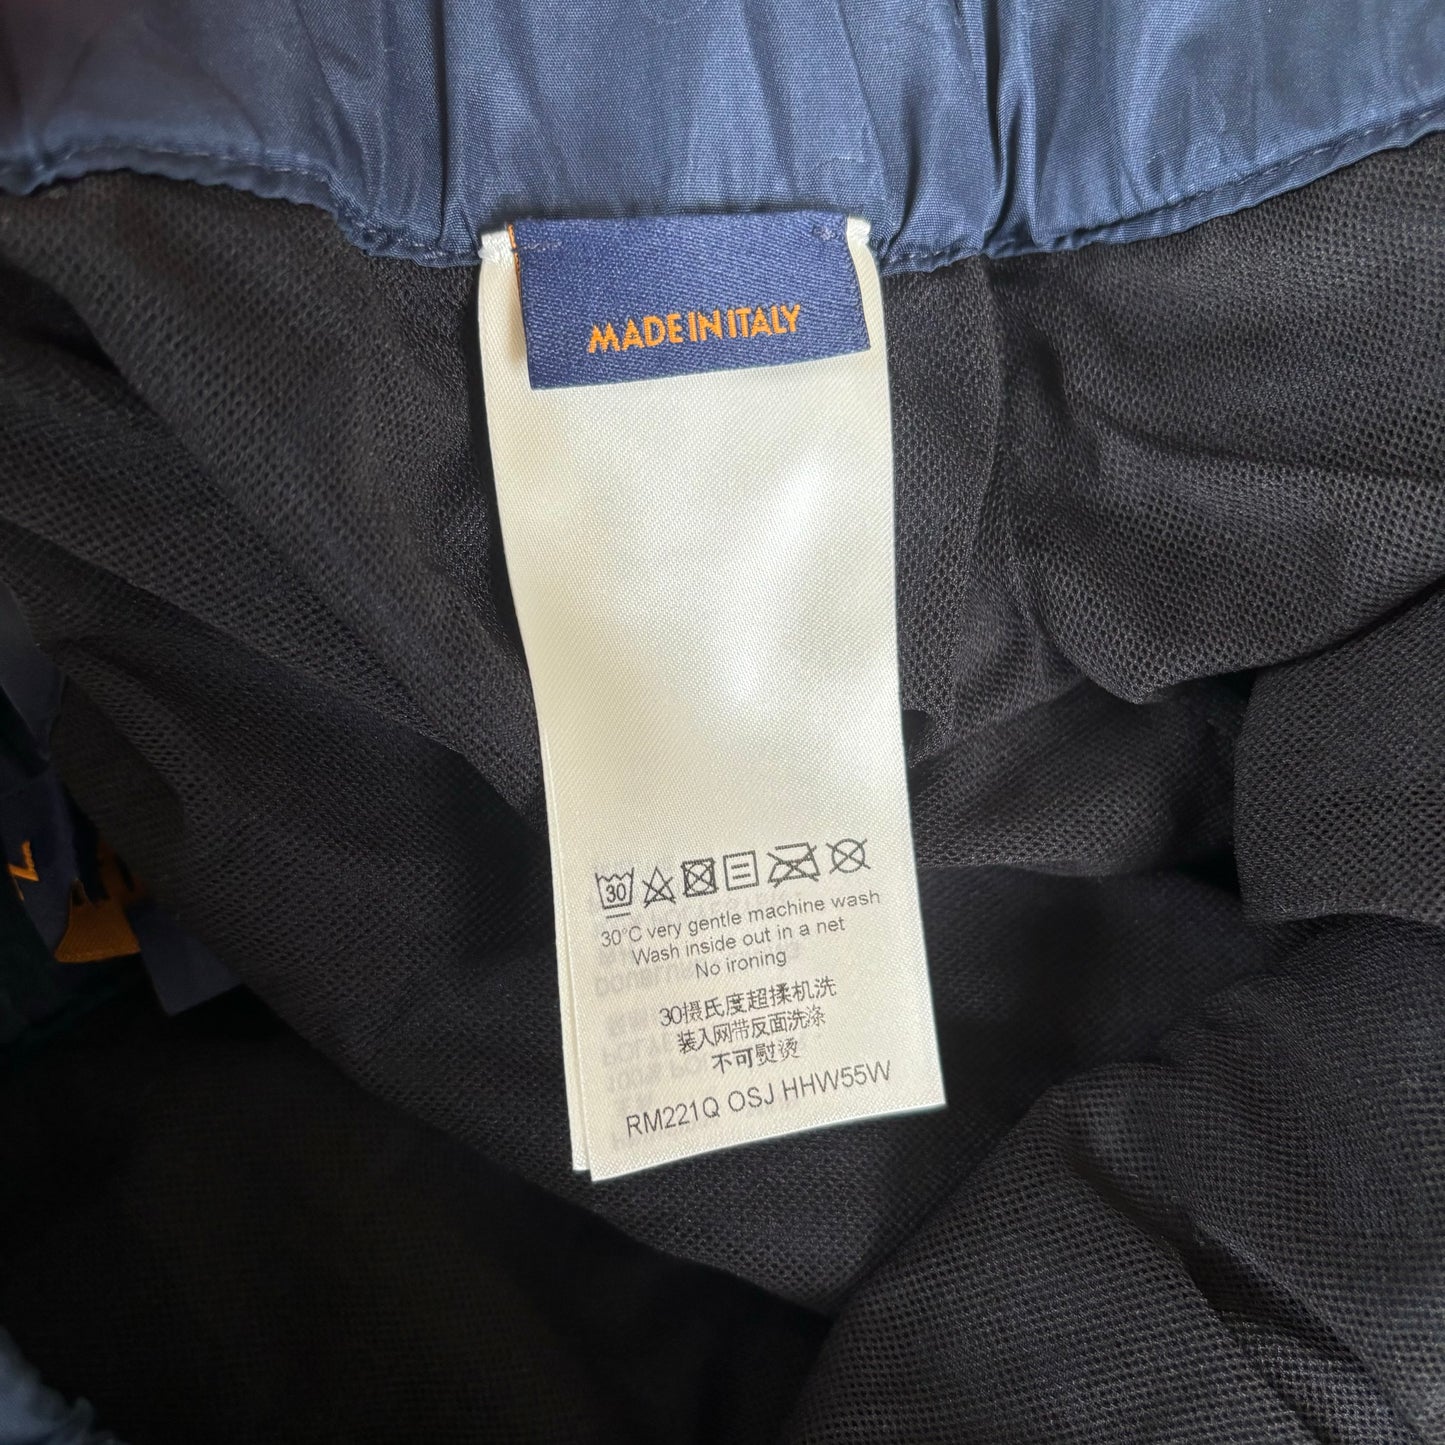 MADE IN ITALY
30
30°C very gentle machine wash
Wash inside out in a net
No ironing
30摄氏度超揉机洗
装入网带反面洗涤
不可熨烫
RM221Q OSJ HHW55W